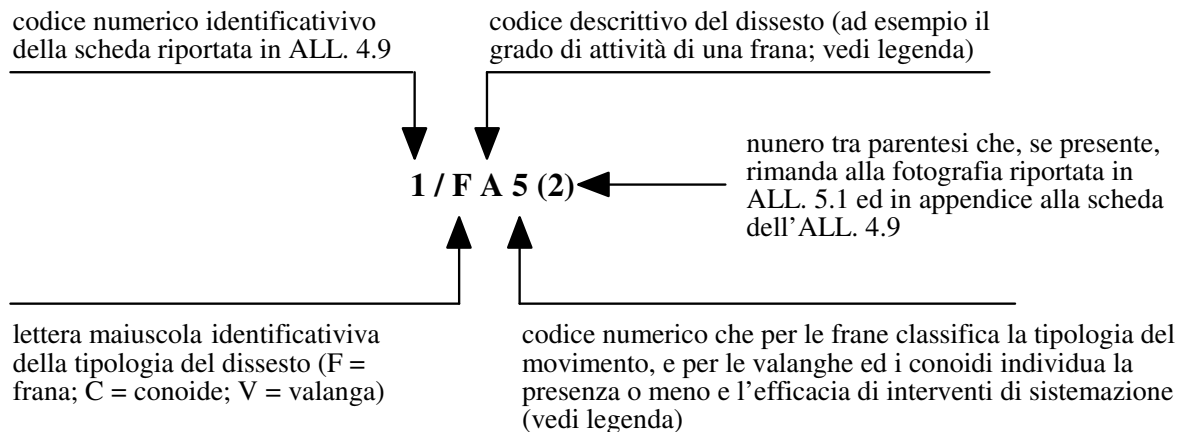 codice numerico identificativivo
della scheda riportata in ALL. 4.9
codice descrittivo del dissesto (ad esempio il
grado di attività di una frana; vedi legenda)
nunero tra parentesi che, se presente,
rimanda alla fotografia riportata in
ALL. 5.1 ed in appendice alla scheda
dell'ALL. 4.9
1 / F A 5 (2)
lettera maiuscola identificativiva
della tipologia del dissesto (F =
frana; C = conoide; V = valanga)
codice numerico che per le frane classifica la tipologia del
movimento, e per le valanghe ed i conoidi individua la
presenza o meno e l'efficacia di interventi di sistemazione
(vedi legenda)